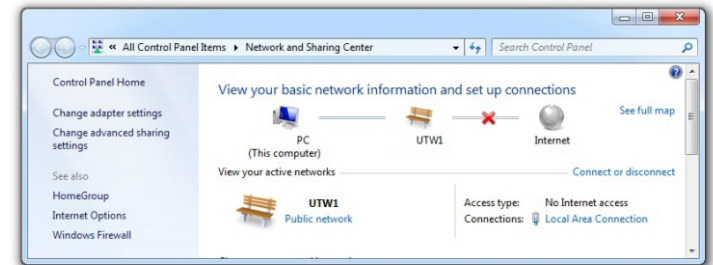 « All Control Panel Items ▸ Network and Sharing Center
Search Control Panel
Control Panel Home
Change adapter settings
Change advanced sharing
settings
See also
HomeGroup
Internet Options
Windows Firewall
View your basic network information and set up connections
See full map
PC
(This computer)
UTW1
Internet
View your active networks
Connect or disconnect
UTW1
Public network
Access type: No Internet access
Connections: Local Area Connection